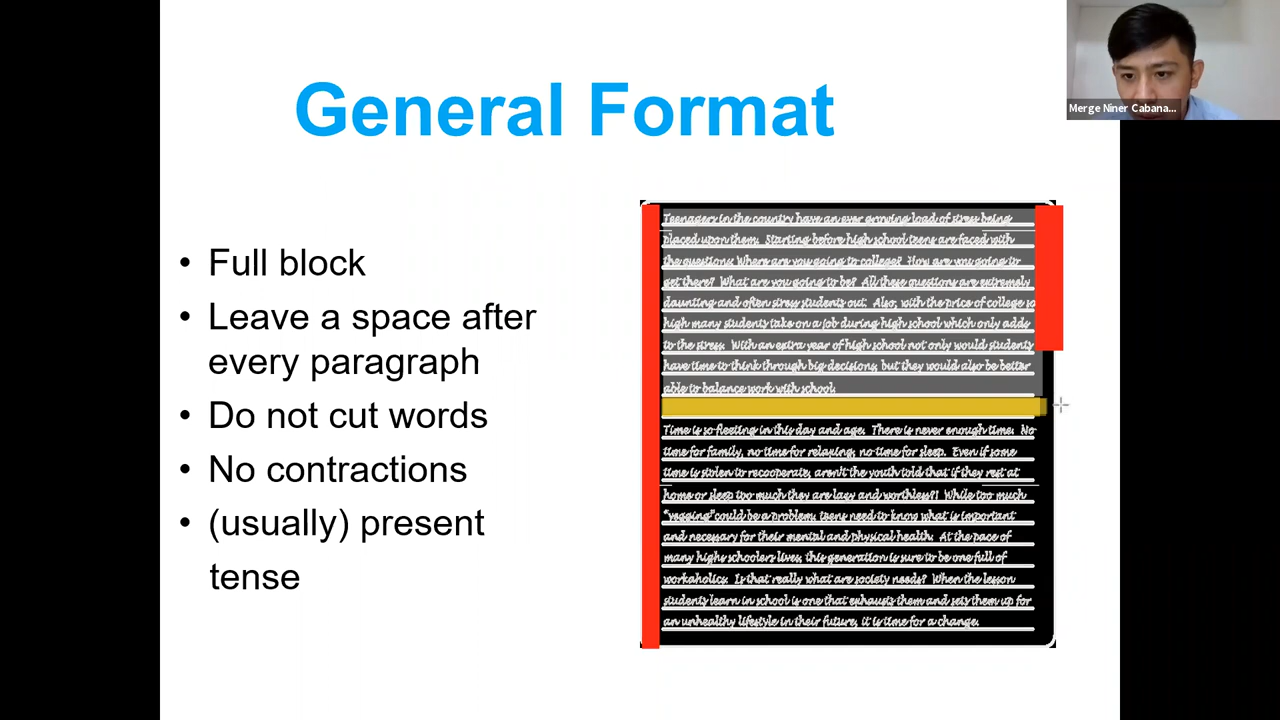 General Format
Merge Niner Cabana...
• Full block
• Leave a space after
every paragraph
• Do not cut words
• No contractions
• (usually) present
tense
Teenagers in the country have an ever growing load of stress being
placed upon them. Starting before high school teens are faced with
the questions: Where are you going to college? How are you going to
get there? What are you going to be? All these questions are extremely
daunting and often stress students out. Also, with the price of college so
high many students take on a job during high school which only adds
to the stress. With an extra year of high school not only would students
have time to think through big decisions, but they would also be better
able to balance work with school.
Time is so fleeting in this day and age. There is never enough time. No
time for family, no time for relaxing, no time for sleep. Even if some
time is stolen to recooperate, aren't the youth told that if they rest at
home or sleep too much they are lazy and worthless?! While too much
"vegging" could be a problem, teens need to know what is important
and necessary for their mental and physical health. At the pace of
many highs schoolers lives, this generation is sure to be one full of
workaholics. Is that really what are society needs? When the lesson
students learn in school is one that exhausts them and sets them up for
an unhealthy lifestyle in their future, it is time for a change.